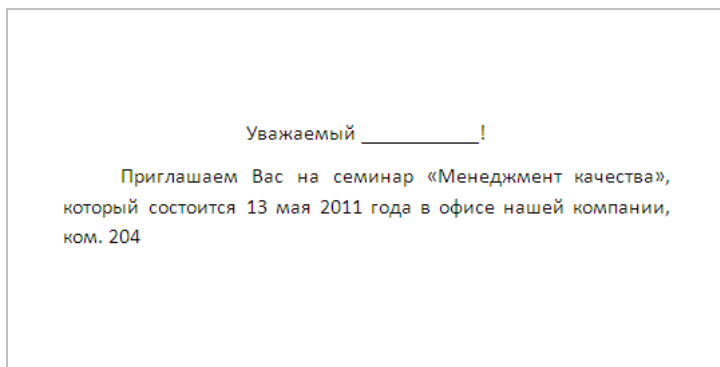 Уважаемый ___________!
Приглашаем Вас на семинар «Менеджмент качества»,
который состоится 13 мая 2011 года в офисе нашей компании,
ком. 204